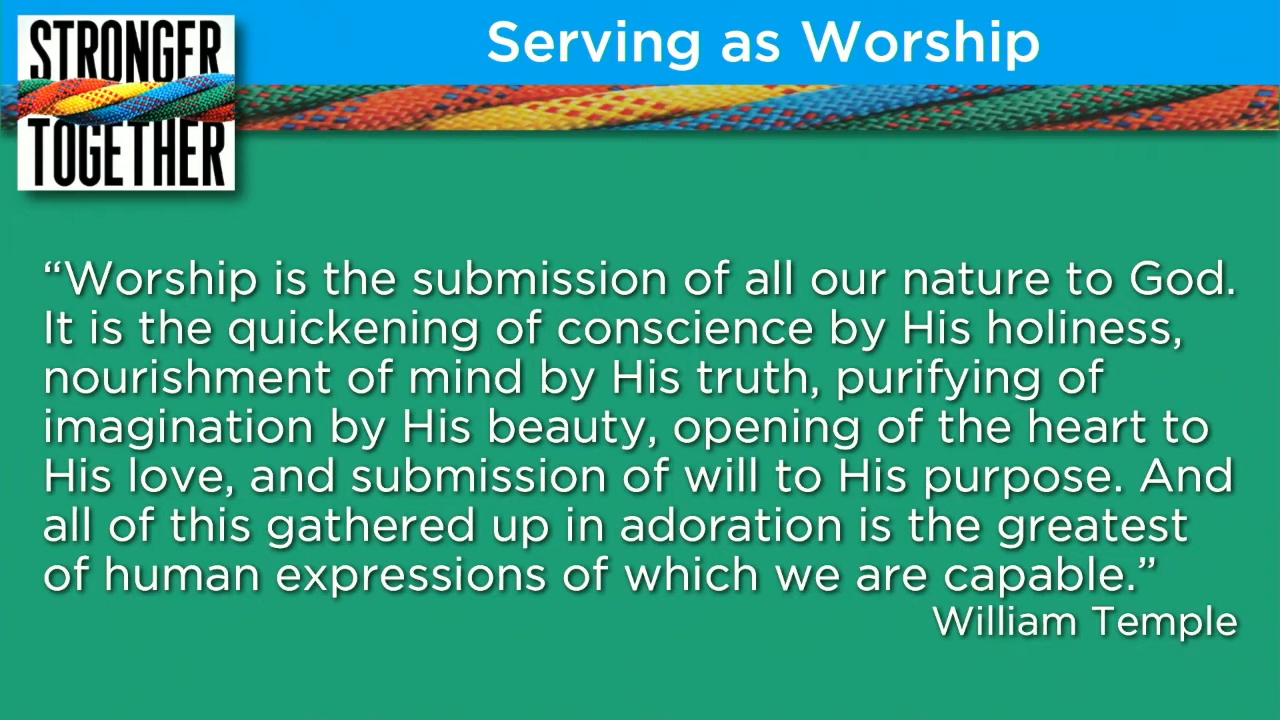 STRONGER
TOGETHER
Serving as Worship
“Worship is the submission of all our nature to God.
It is the quickening of conscience by His holiness,
nourishment of mind by His truth, purifying of
imagination by His beauty, opening of the heart to
His love, and submission of will to His purpose. And
all of this gathered up in adoration is the greatest
of human expressions of which we are capable.”
William Temple